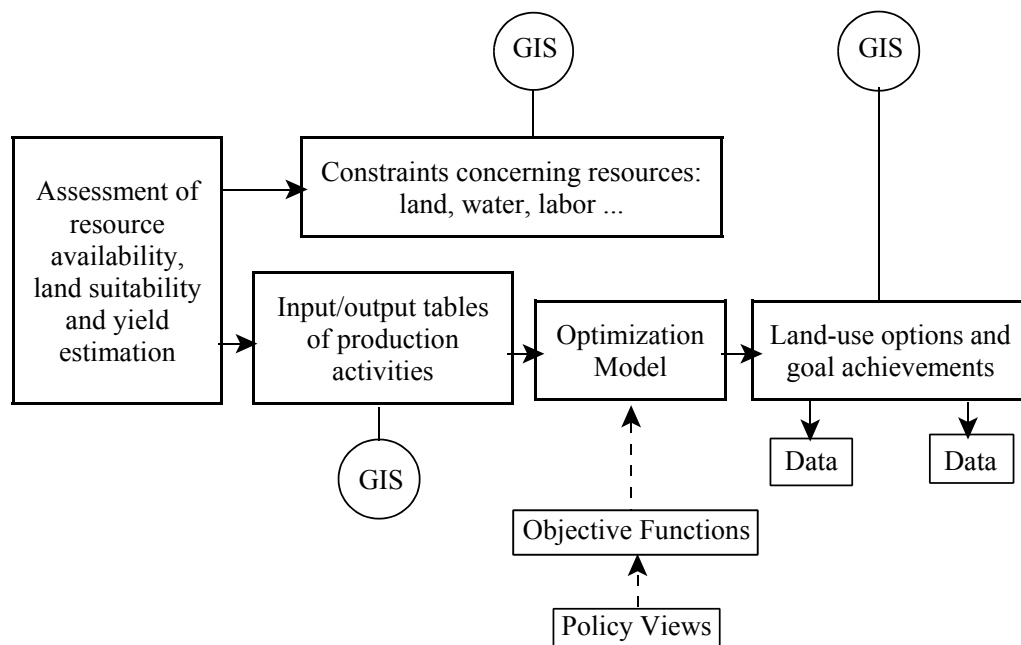 GIS
GIS
Constraints concerning resources:
land, water, labor ...
Assessment of
resource
availability,
land suitability
and yield
estimation
Input/output tables
of production
activities
Optimization
Model
Land-use options and
goal achievements
GIS
Data
Data
Objective Functions
Policy Views